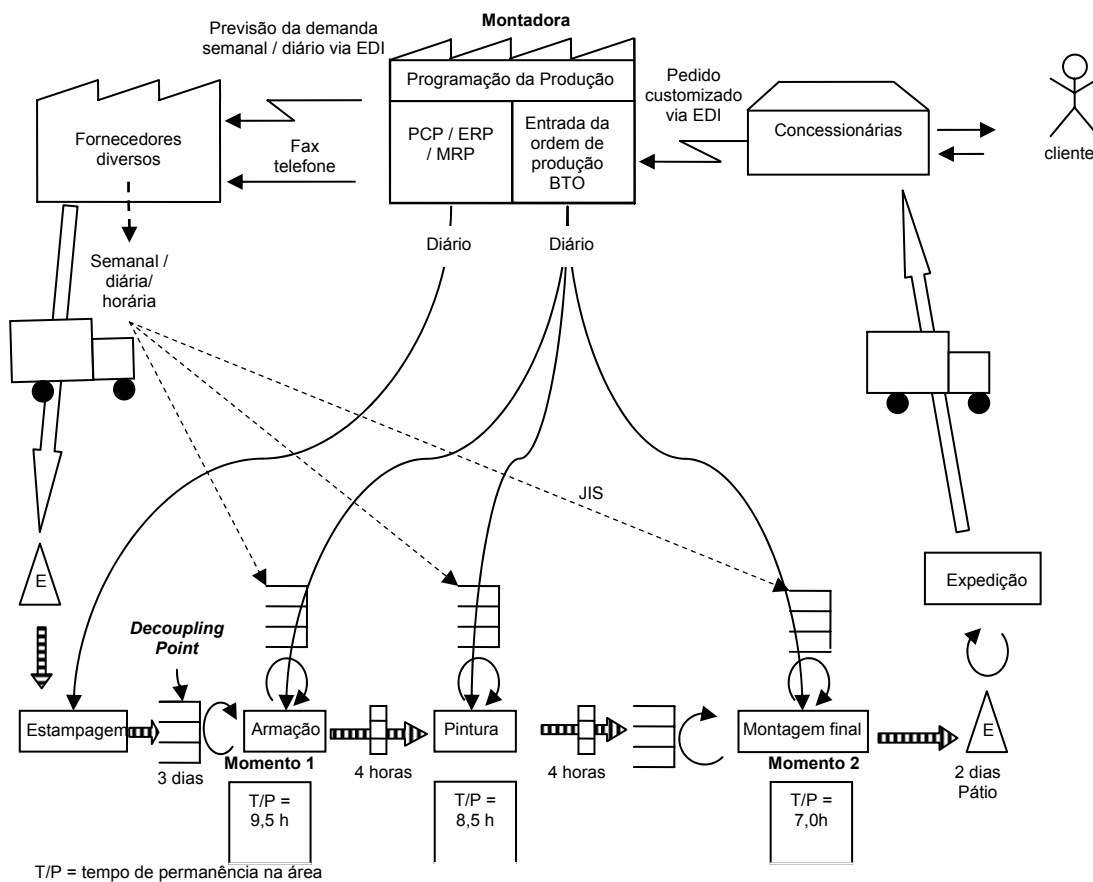 Montadora
Previsão da demanda
semanal / diário via EDI
Programação da Produção
Pedido
customizado
via EDI
Fornecedores
diversos
PCP / ERP
/ MRP
Entrada da
ordem de
produção
BTO
Concessionárias
cliente
Fax
telefone
Diário
Diário
Semanal /
diária/
horária
JIS
E
Expedição
Decoupling
Point
Estampagem
Armação
Pintura
Montagem final
E
3 dias
Momento 1
4 horas
4 horas
Momento 2
2 dias
Pátio
T/P =
9,5 h
T/P =
8,5 h
T/P =
7,0h
T/P = tempo de permanência na área